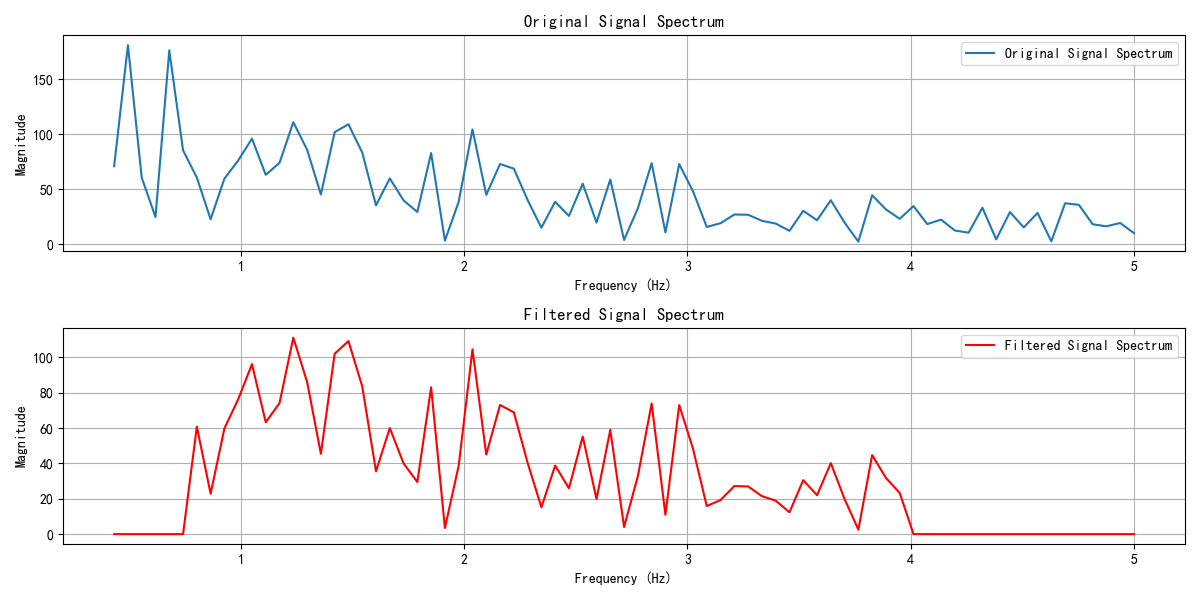 Original Signal Spectrum
Original Signal Spectrum
Magnitude
150
100
50
0
1 2 3 4 5
Frequency (Hz)
Filtered Signal Spectrum
Filtered Signal Spectrum
Magnitude
100
80
60
40
20
0
1 2 3 4 5
Frequency (Hz)